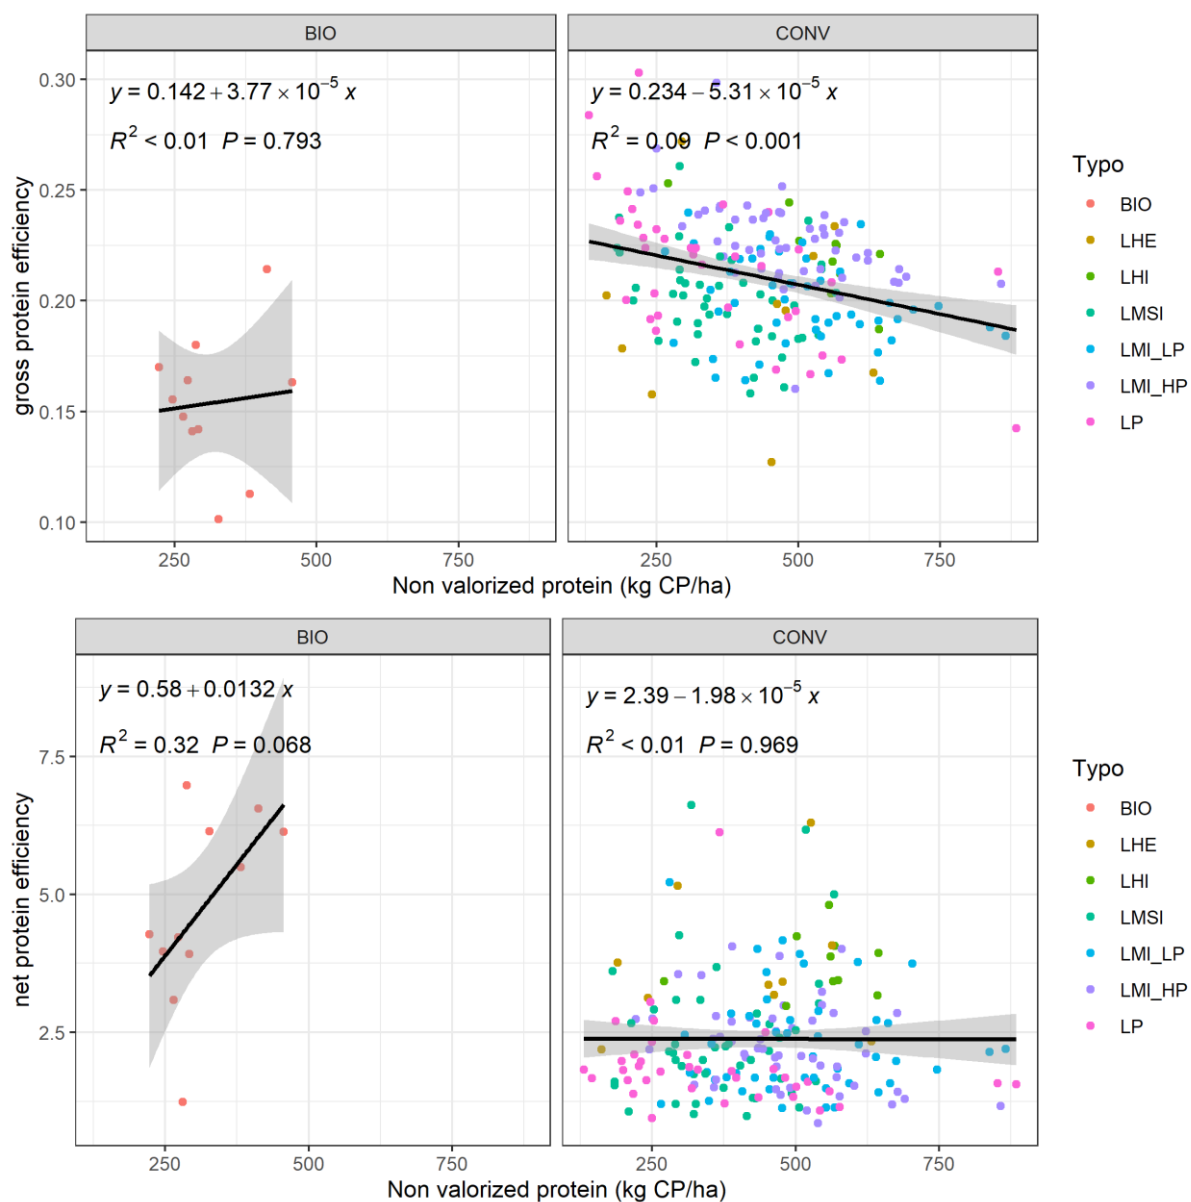 BIO CONV
y = 0.142 + 3.77 × 10⁻⁵ x y = 0.234 − 5.31 × 10⁻⁵ x
R² < 0.01 P = 0.793 R² = 0.09 P < 0.001
0.30
0.25
0.20
0.15
0.10
gross protein efficiency
250 500 750 250 500 750
Non valorized protein (kg CP/ha)
Typo
BIO
LHE
LHI
LMSI
LMI_LP
LMI_HP
LP
BIO CONV
y = 0.58 + 0.0132 x y = 2.39 − 1.98 × 10⁻⁵ x
R² = 0.32 P = 0.068 R² < 0.01 P = 0.969
7.5
5.0
2.5
net protein efficiency
250 500 750 250 500 750
Non valorized protein (kg CP/ha)
Typo
BIO
LHE
LHI
LMSI
LMI_LP
LMI_HP
LP